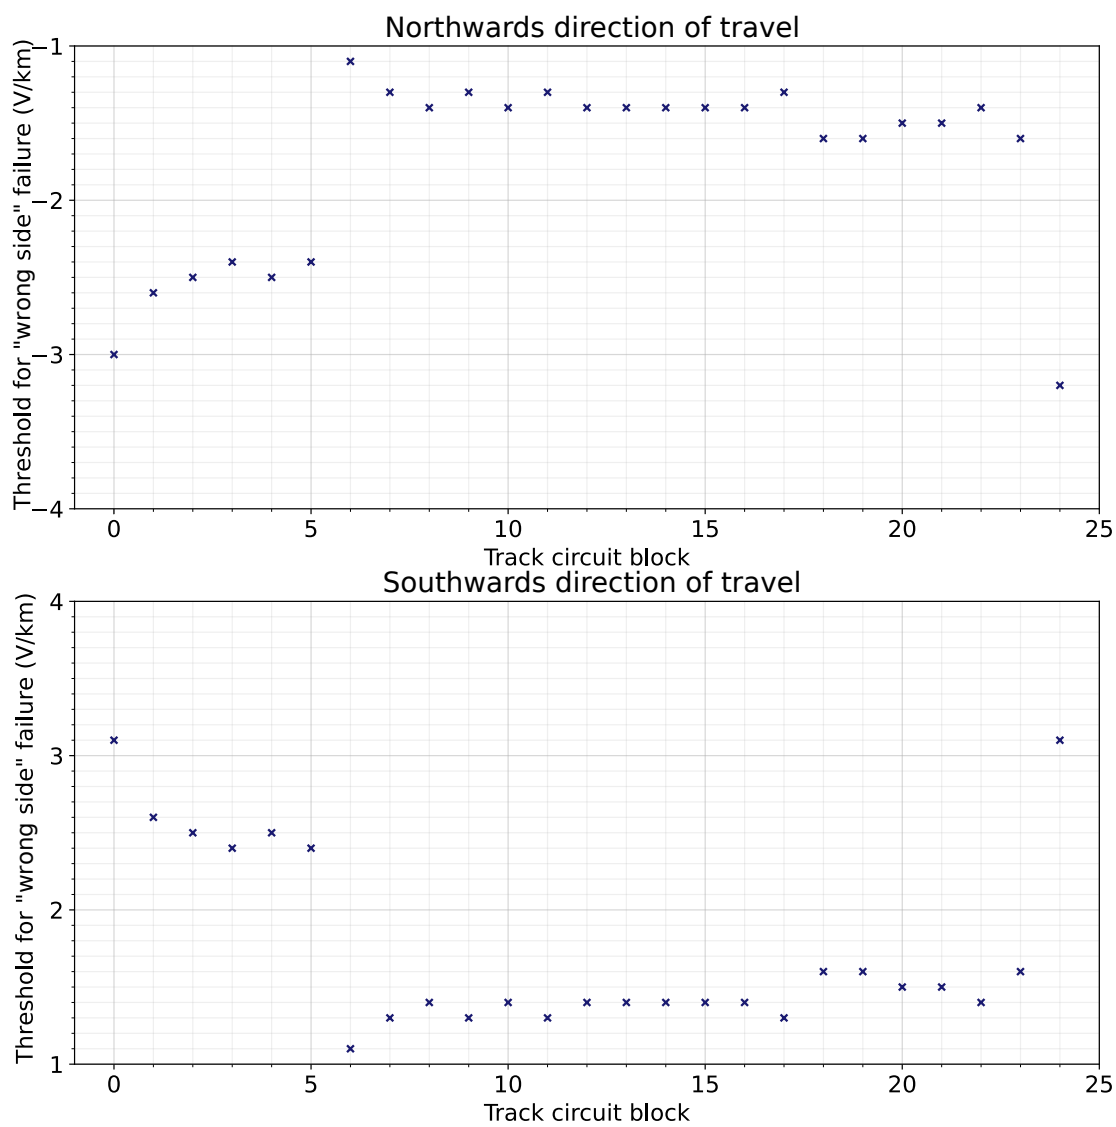 Northwards direction of travel
Threshold for "wrong side" failure (V/km)
−1
−2
−3
−4
0 5 10 15 20 25
Track circuit block
Southwards direction of travel
Threshold for "wrong side" failure (V/km)
4
3
2
1
0 5 10 15 20 25
Track circuit block